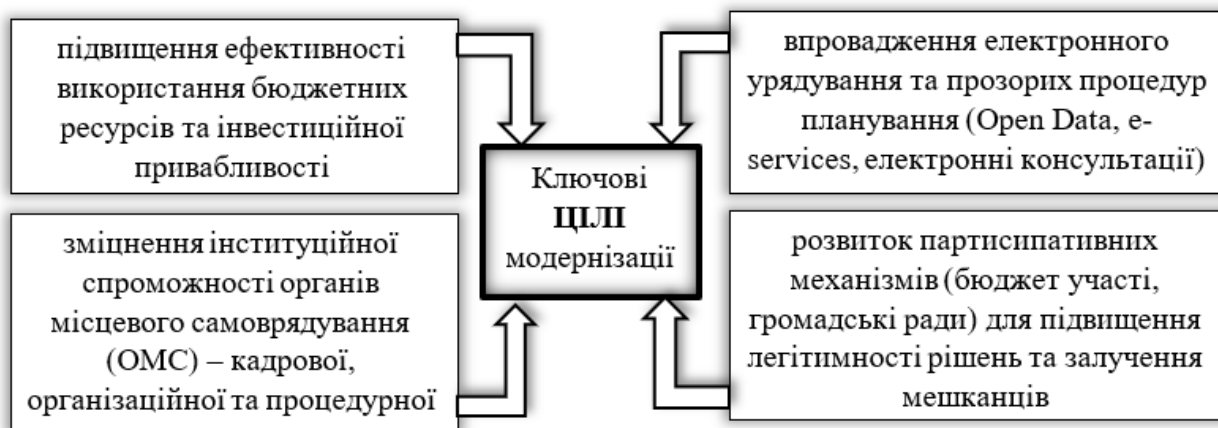 підвищення ефективності
використання бюджетних
ресурсів та інвестиційної
привабливості
впровадження електронного
урядування та прозорих процедур
планування (Open Data, e-
services, електронні консультації)
Ключові
ЦІЛІ
модернізації
зміцнення інституційної
спроможності органів
місцевого самоврядування
(ОМС) – кадрової,
організаційної та процедурної
розвиток партисипативних
механізмів (бюджет участі,
громадські ради) для підвищення
легітимності рішень та залучення
мешканців